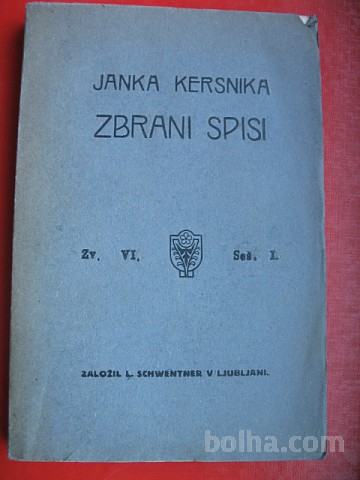 JANKA KERSNIKA
ZBRANI SPISI
Zv. VI. Seš. I.
ZALOŽIL L. SCHWENTNER V LJUBLJANI.
bolha.com